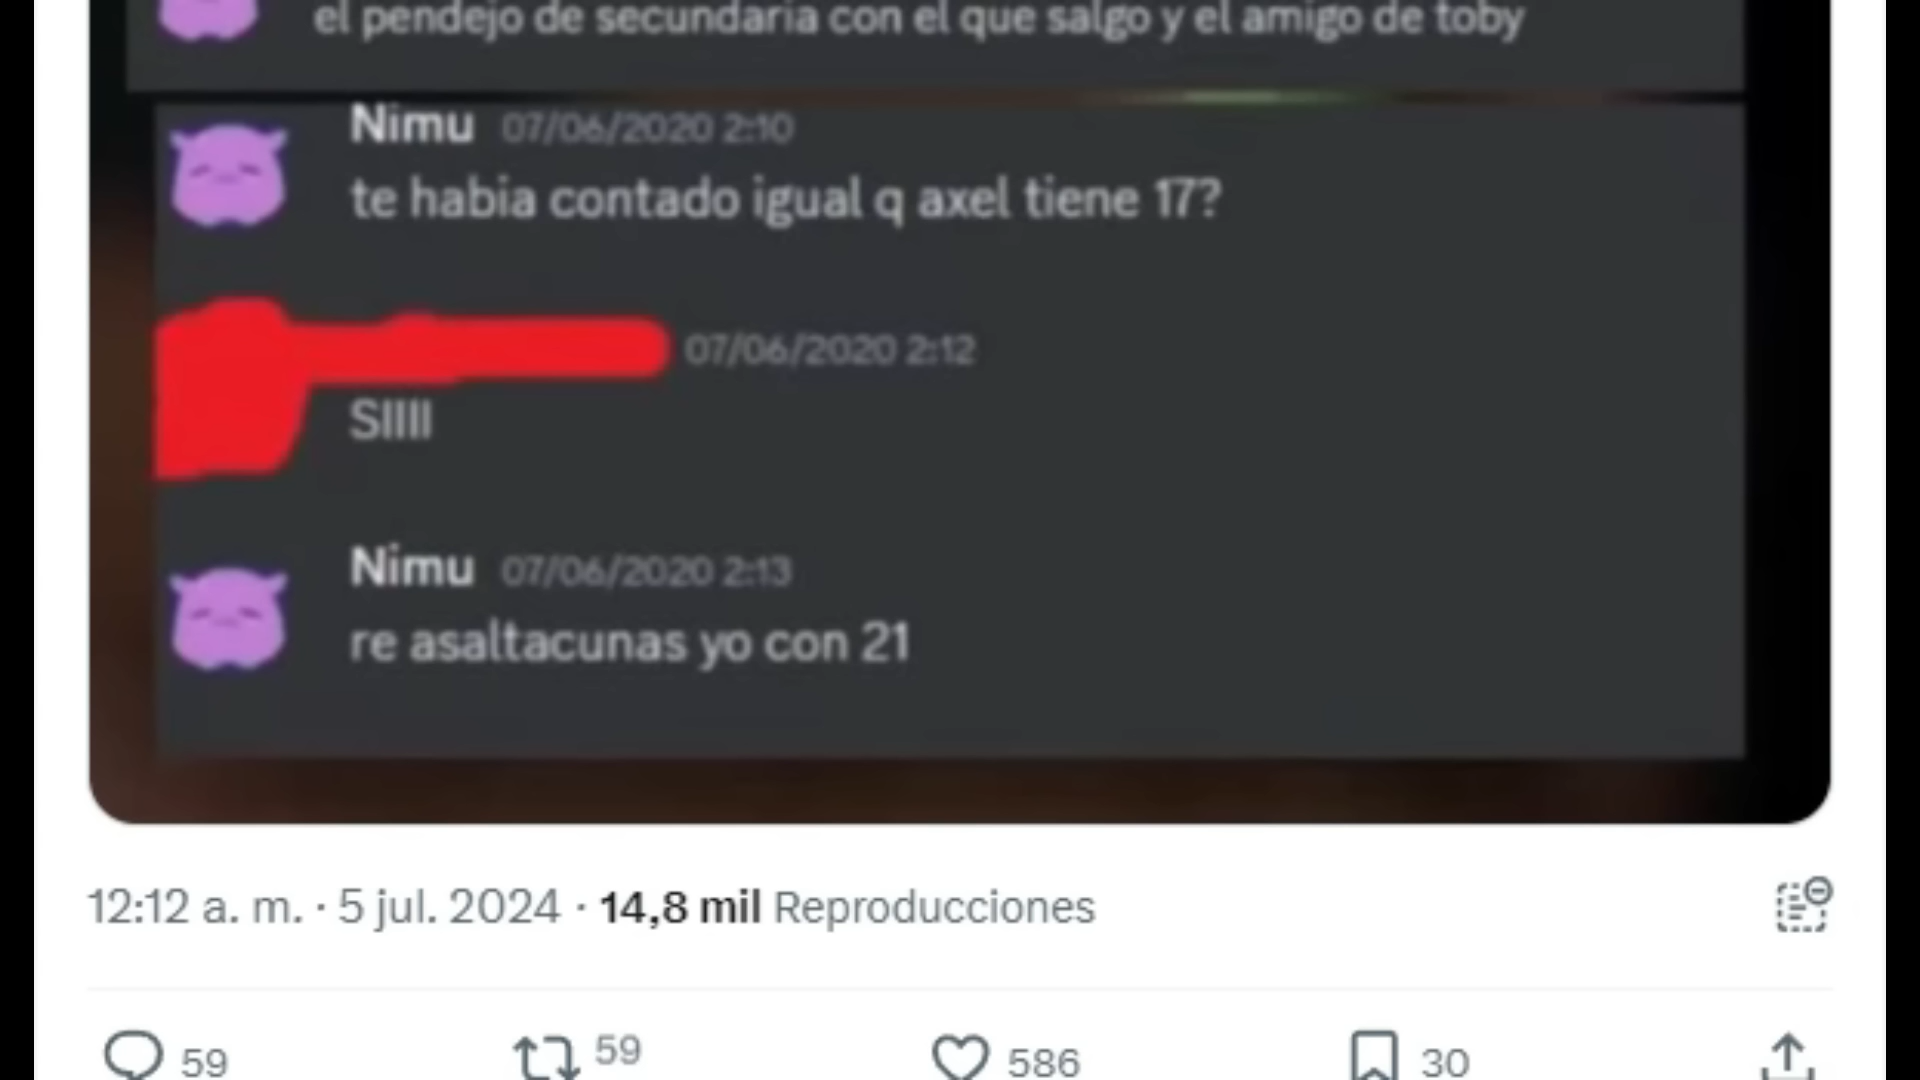 el pendejo de secundaria con el que salgo y el amigo de toby
Nimu 07/06/2020 2:10
te habia contado igual q axel tiene 17?
07/06/2020 2:12
SIIII
Nimu 07/06/2020 2:13
re asaltacunas yo con 21
12:12 a. m. · 5 jul. 2024 · 14,8 mil Reproducciones
59 59 586 30